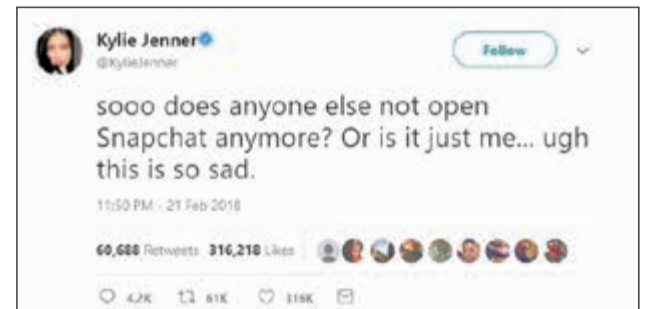 Kylie Jenner
@KylieJenner
Follow
sooo does anyone else not open
Snapchat anymore? Or is it just me... ugh
this is so sad.
11:50 PM - 21 Feb 2018
60,688 Retweets 316,218 Likes
4.2K 61K 316K